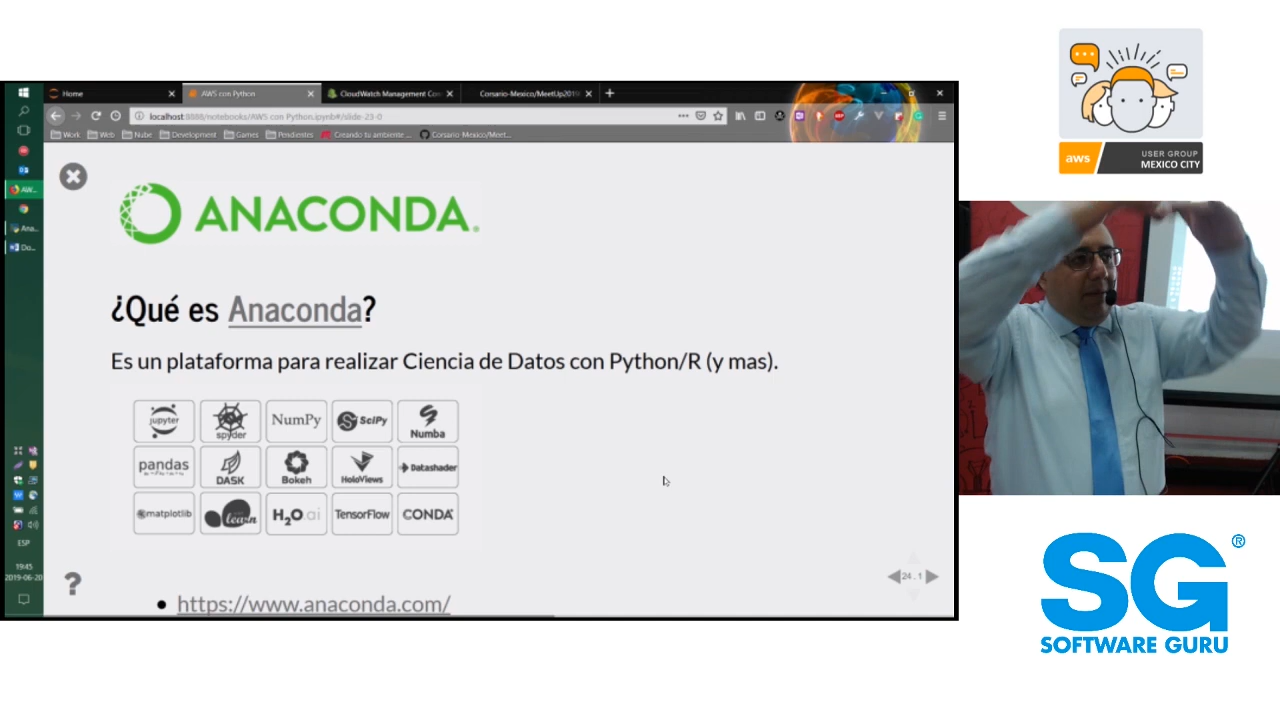 Home
AWS con Python
CloudWatch Management Con
Corsario-Mexico/MeetUp2019
localhost:8888/notebooks/AWS con Python.ipynb#/slide-23-0
Work
Web
Nube
Development
Games
Pendientes
Creando tu ambiente ...
Corsario-Mexico/Meet...
AW...
Ana...
Do...
ANACONDA.
¿Qué es Anaconda?
Es un plataforma para realizar Ciencia de Datos con Python/R (y mas).
jupyter
spyder
NumPy
SciPy
Numba
pandas
DASK
Bokeh
HoloViews
Datashader
matplotlib
learn
H2O.ai
TensorFlow
CONDA
https://www.anaconda.com/
24.1
?
ESP
19:45
2019-06-20
aws
USER GROUP
MEXICO CITY
SG®
SOFTWARE GURU